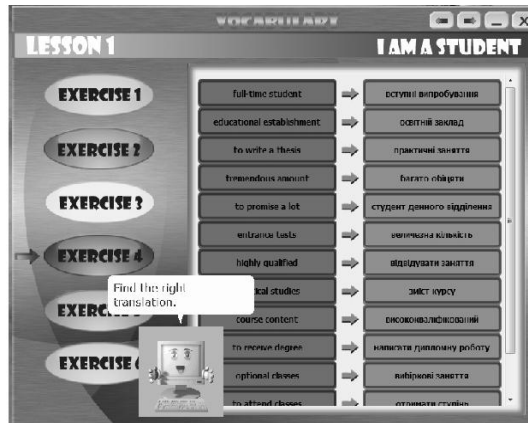 VOCABULARY
LESSON 1 I AM A STUDENT
EXERCISE 1
EXERCISE 2
EXERCISE 3
EXERCISE 4
EXERCISE
EXERCISE
Find the right
translation.
full-time student вступні випробування
educational establishment освітній заклад
to write a thesis практичні заняття
tremendous amount багато обіцяти
to promise a lot студент денного відділення
entrance tests величезна кількість
highly qualified відвідувати заняття
ical studies зміст курсу
course content висококваліфікований
to receive degree написати дипломну роботу
optional classes вибіркові заняття
to attend classes отримати ступінь